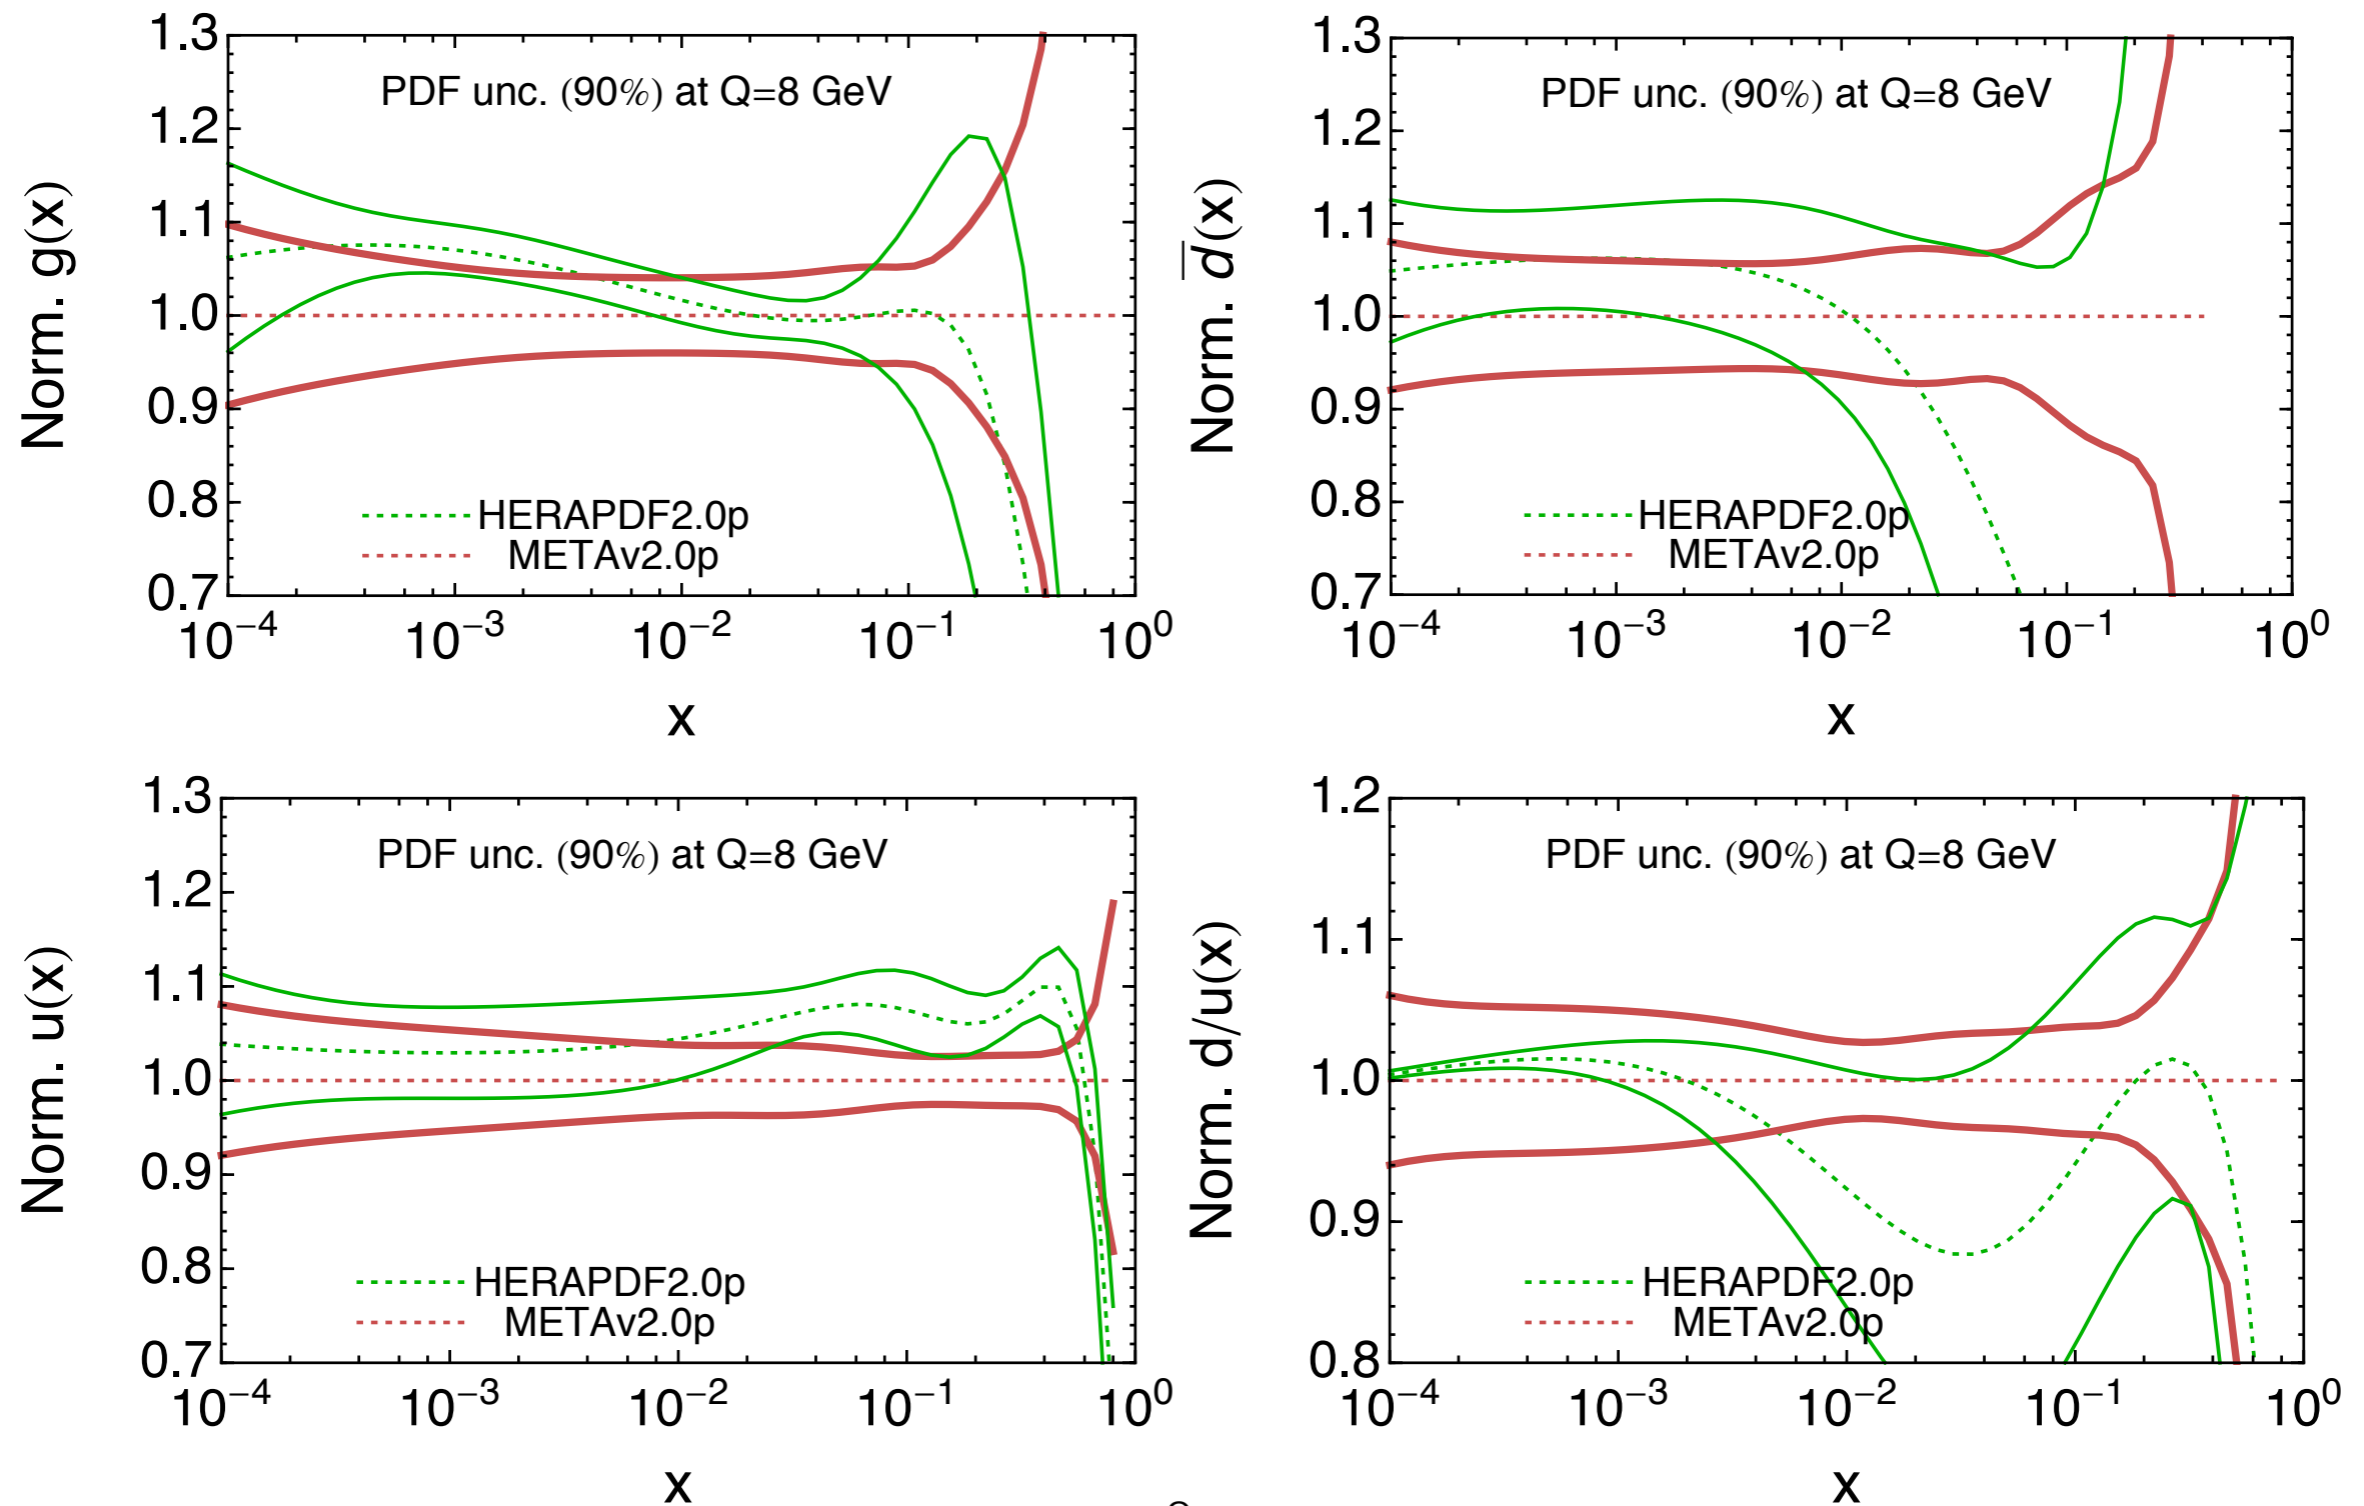 Norm. g(x)
1.3
1.2
1.1
1.0
0.9
0.8
0.7
PDF unc. (90%) at Q=8 GeV
HERAPDF2.0p
METAv2.0p
10⁻⁴ 10⁻³ 10⁻² 10⁻¹ 10⁰
x
Norm. d̅(x)
1.3
1.2
1.1
1.0
0.9
0.8
0.7
PDF unc. (90%) at Q=8 GeV
HERAPDF2.0p
METAv2.0p
10⁻⁴ 10⁻³ 10⁻² 10⁻¹ 10⁰
x
Norm. u(x)
1.3
1.2
1.1
1.0
0.9
0.8
0.7
PDF unc. (90%) at Q=8 GeV
HERAPDF2.0p
METAv2.0p
10⁻⁴ 10⁻³ 10⁻² 10⁻¹ 10⁰
x
Norm. d/u(x)
1.2
1.1
1.0
0.9
0.8
PDF unc. (90%) at Q=8 GeV
HERAPDF2.0p
METAv2.0p
10⁻⁴ 10⁻³ 10⁻² 10⁻¹ 10⁰
x